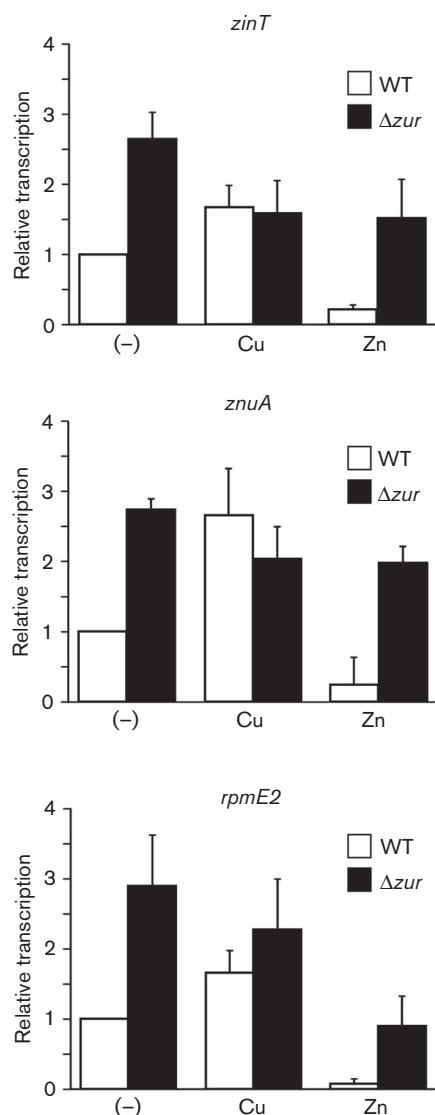 zinT
4
3
2
1
0
Relative transcription
WT
Δzur
(–)
Cu
Zn
znuA
4
3
2
1
0
Relative transcription
WT
Δzur
(–)
Cu
Zn
rpmE2
4
3
2
1
0
Relative transcription
WT
Δzur
(–)
Cu
Zn